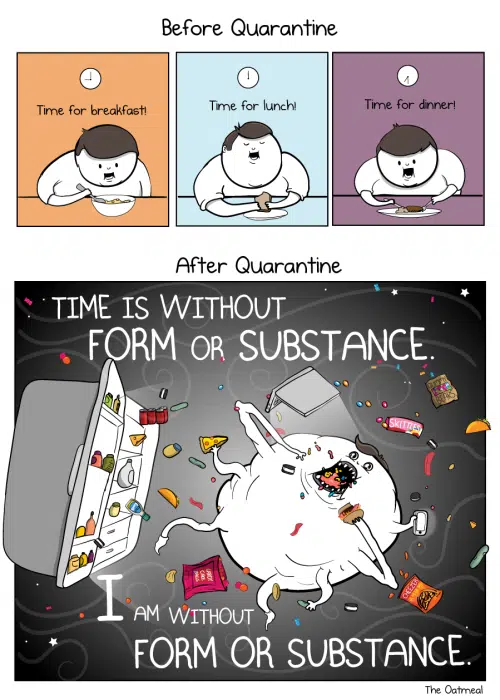 Before Quarantine
Time for breakfast!
Time for lunch!
Time for dinner!
After Quarantine
TIME IS WITHOUT
FORM OR SUBSTANCE.
SKITTLES
I AM WITHOUT
FORM OR SUBSTANCE.
The Oatmeal